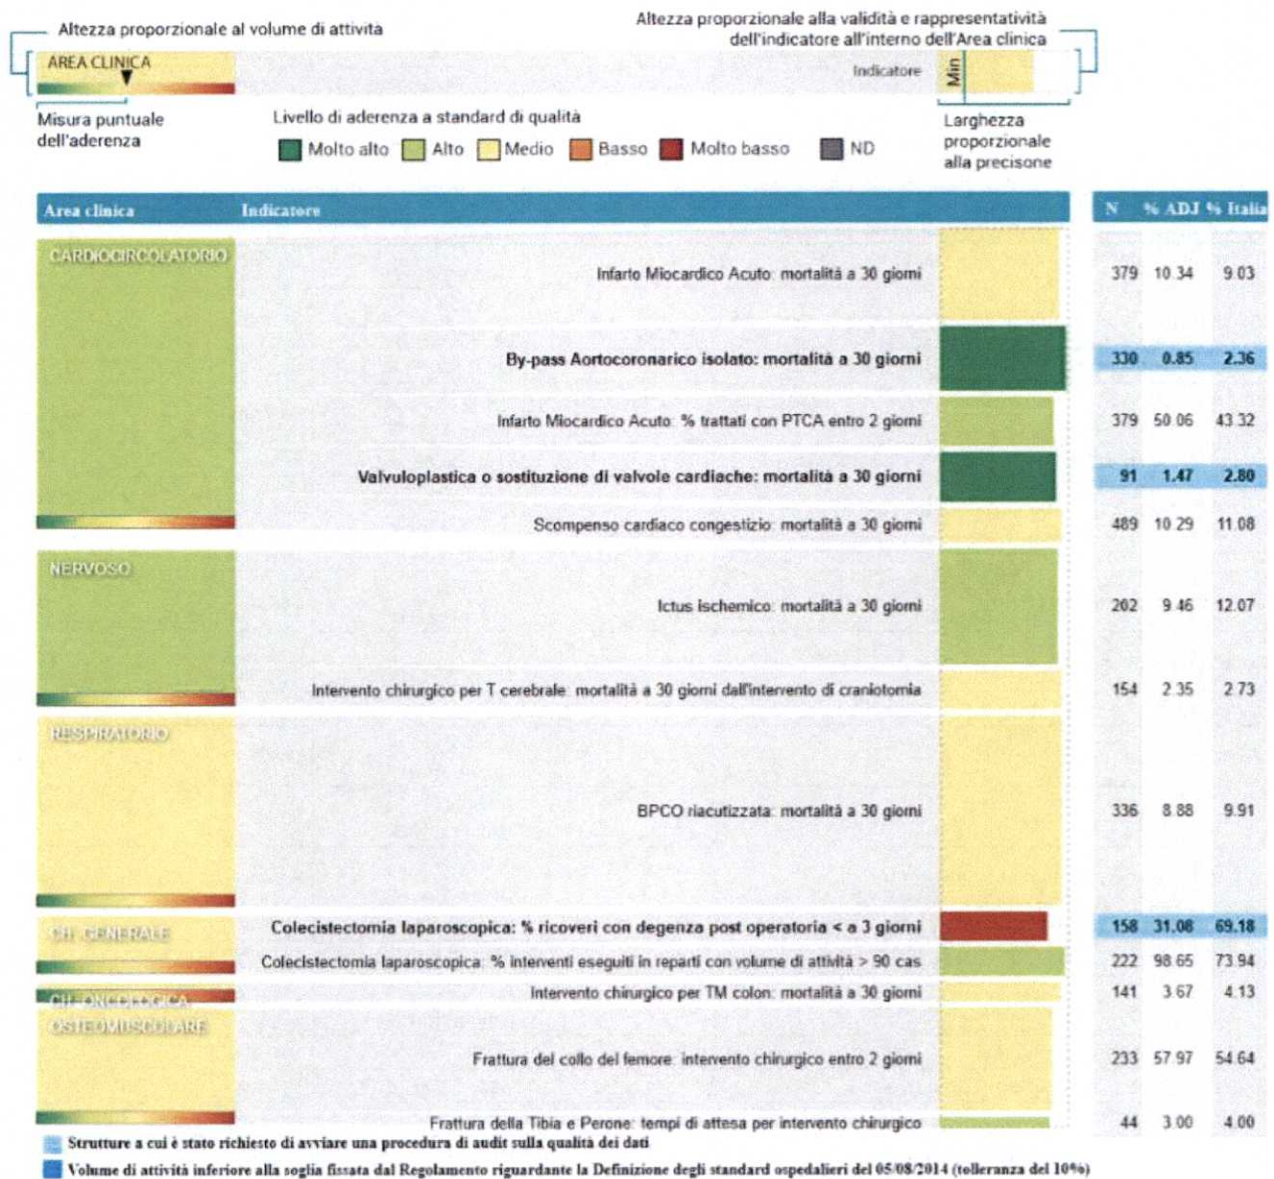 Altezza proporzionale al volume di attività
Altezza proporzionale alla validità e rappresentatività
dell'indicatore all'interno dell'Area clinica
AREA CLINICA
Indicatore
Min
Misura puntuale
dell'aderenza
Livello di aderenza a standard di qualità
Molto alto Alto Medio Basso Molto basso ND
Larghezza
proporzionale
alla precisone
Area clinica Indicatore N % ADJ % Italia
CARDIOCIRCOLATORIO
Infarto Miocardico Acuto: mortalità a 30 giorni 379 10.34 9.03
By-pass Aortocoronarico isolato: mortalità a 30 giorni 330 0.85 2.36
Infarto Miocardico Acuto: % trattati con PTCA entro 2 giorni 379 50.06 43.32
Valvuloplastica o sostituzione di valvole cardiache: mortalità a 30 giorni 91 1.47 2.80
Scompenso cardiaco congestizio: mortalità a 30 giorni 489 10.29 11.08
NERVOSO
Ictus ischemico: mortalità a 30 giorni 202 9.46 12.07
Intervento chirurgico per T cerebrale: mortalità a 30 giorni dall'intervento di craniotomia 154 2.35 2.73
RESPIRATORIO
BPCO riacutizzata: mortalità a 30 giorni 336 8.88 9.91
CH. GENERALE
Colecistectomia laparoscopica: % ricoveri con degenza post operatoria < a 3 giorni 158 31.08 69.18
Colecistectomia laparoscopica: % interventi eseguiti in reparti con volume di attività > 90 cas 222 98.65 73.94
CH. ONCOLOGICA
Intervento chirurgico per TM colon: mortalità a 30 giorni 141 3.67 4.13
OSTEOMUSCOLARE
Frattura del collo del femore: intervento chirurgico entro 2 giorni 233 57.97 54.64
Frattura della Tibia e Perone: tempi di attesa per intervento chirurgico 44 3.00 4.00
Strutture a cui è stato richiesto di avviare una procedura di audit sulla qualità dei dati
Volume di attività inferiore alla soglia fissata dal Regolamento riguardante la Definizione degli standard ospedalieri del 05/08/2014 (tolleranza del 10%)